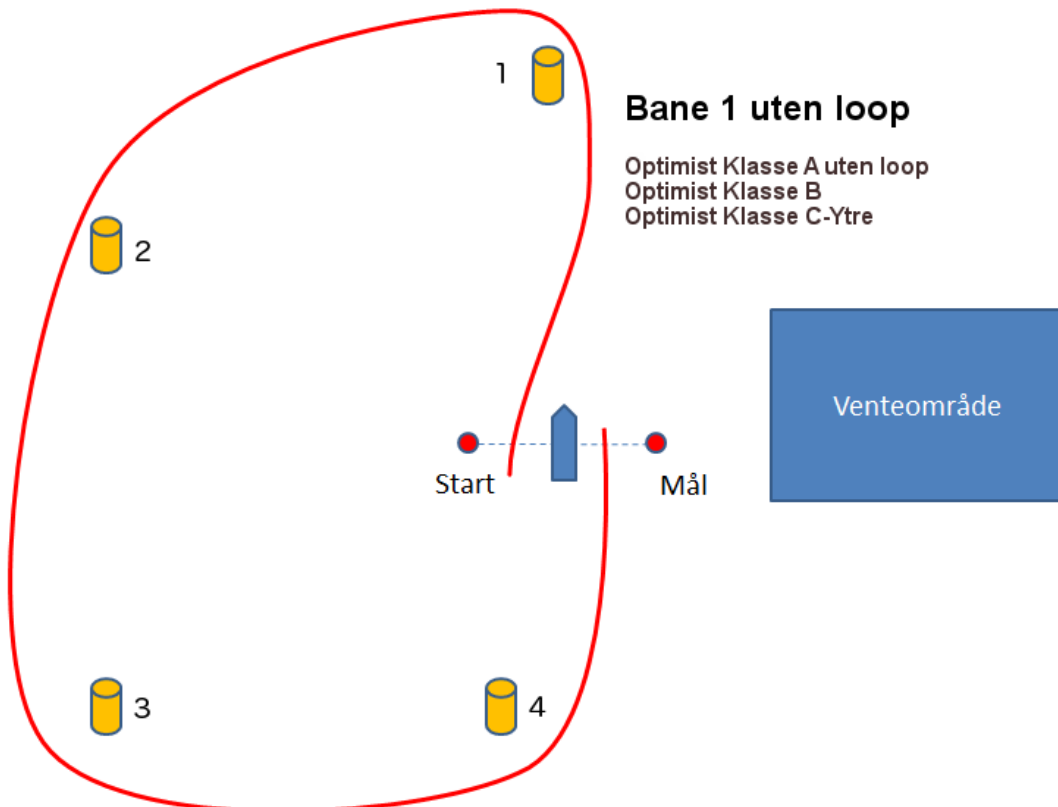 1
Bane 1 uten loop
Optimist Klasse A uten loop
Optimist Klasse B
Optimist Klasse C-Ytre
2
Venteområde
Start
Mål
3
4